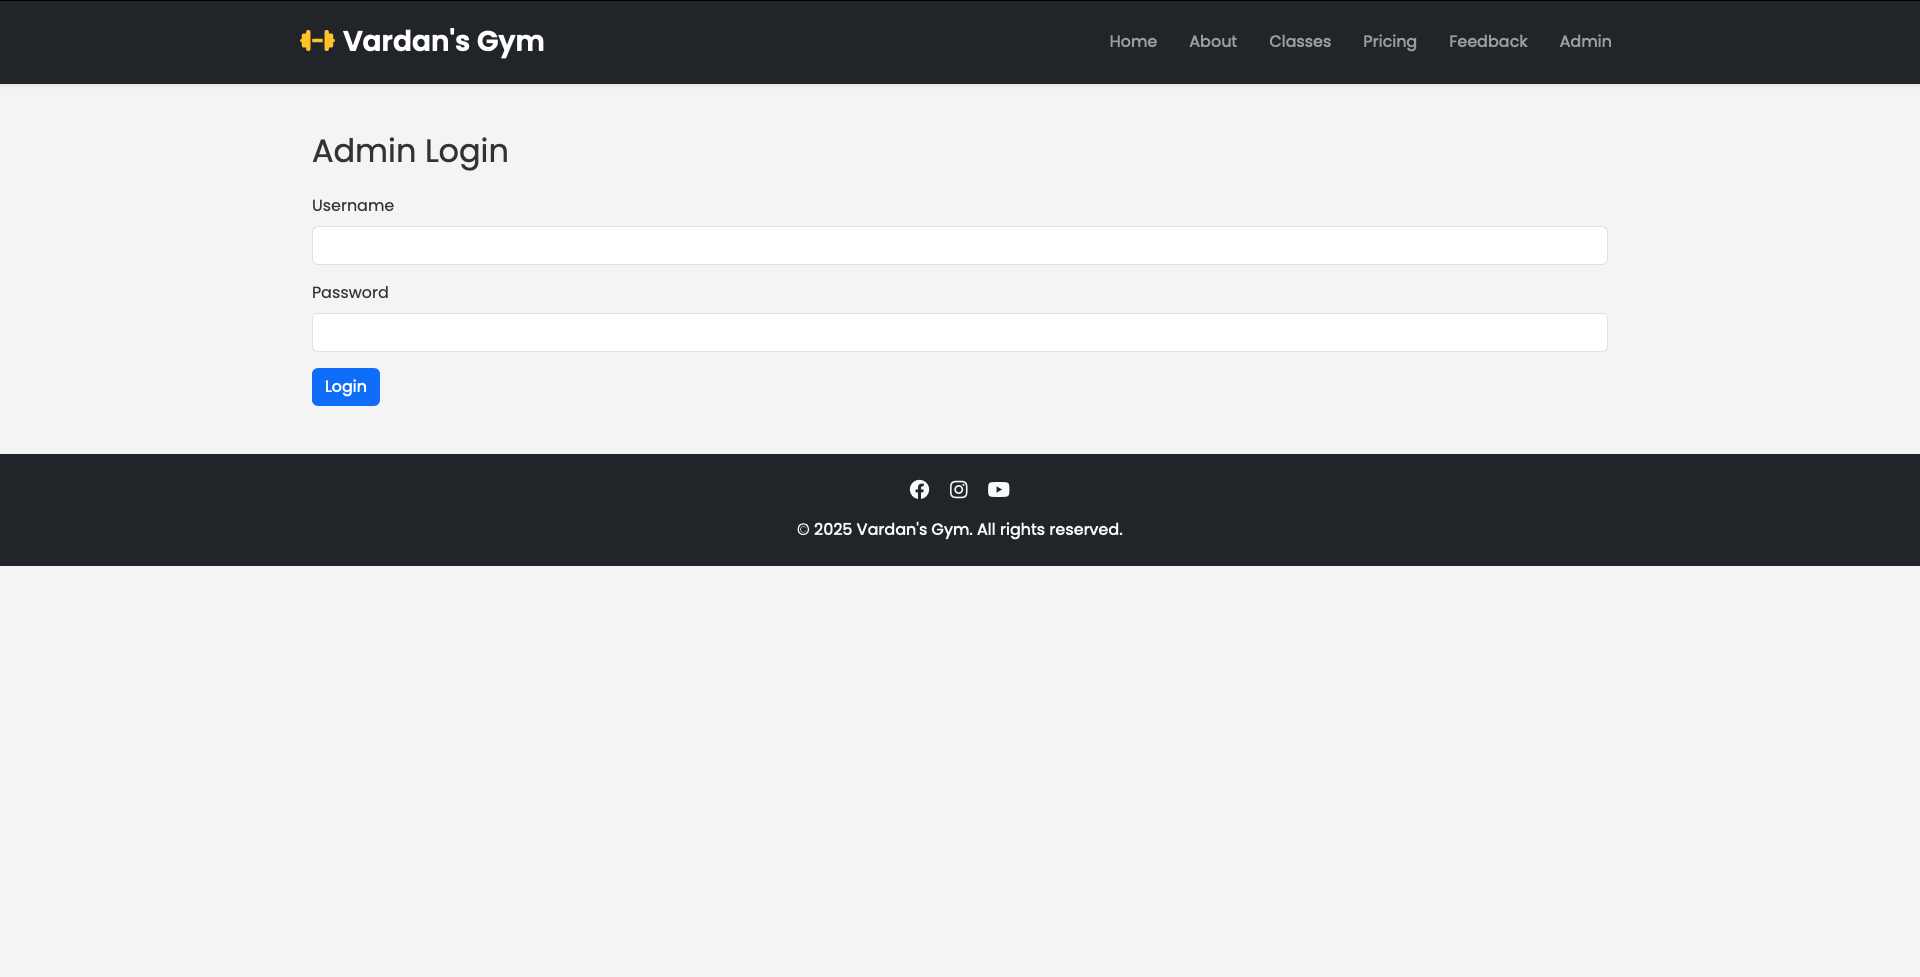 Vardan's Gym
Home About Classes Pricing Feedback Admin
Admin Login
Username
Password
Login
© 2025 Vardan's Gym. All rights reserved.